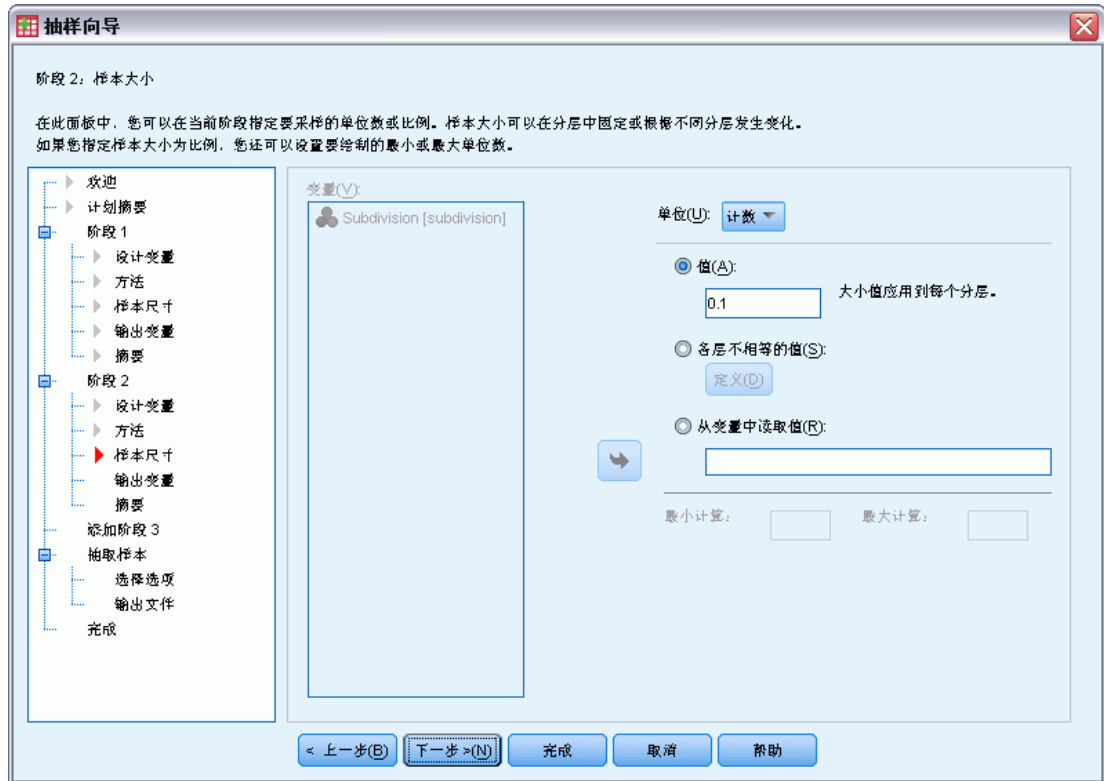 抽样向导
阶段 2：样本大小
在此面板中，您可以在当前阶段指定要采样的单位数或比例。样本大小可以在分层中固定或根据不同分层发生变化。
如果您指定样本大小为比例，您还可以设置要绘制的最小或最大单位数。
欢迎
计划摘要
阶段 1
设计变量
方法
样本尺寸
输出变量
摘要
阶段 2
设计变量
方法
样本尺寸
输出变量
摘要
添加阶段 3
抽取样本
选择选项
输出文件
完成
变量(V):
Subdivision [subdivision]
单位(U): 计数
值(A):
0.1 大小值应用到每个分层。
各层不相等的值(S):
定义(D)
从变量中读取值(R):
最小计算： 最大计算：
< 上一步(B) 下一步 >(N) 完成 取消 帮助